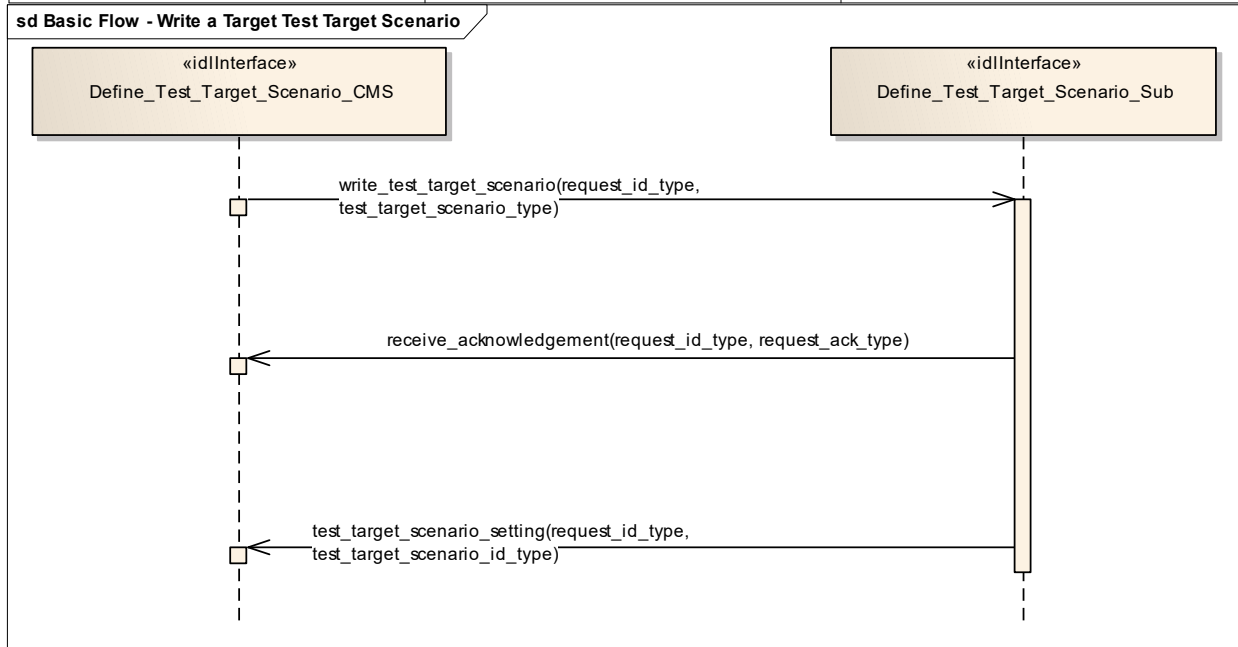 sd Basic Flow - Write a Target Test Target Scenario
«idlInterface»
Define_Test_Target_Scenario_CMS
«idlInterface»
Define_Test_Target_Scenario_Sub
write_test_target_scenario(request_id_type,
test_target_scenario_type)
receive_acknowledgement(request_id_type, request_ack_type)
test_target_scenario_setting(request_id_type,
test_target_scenario_id_type)